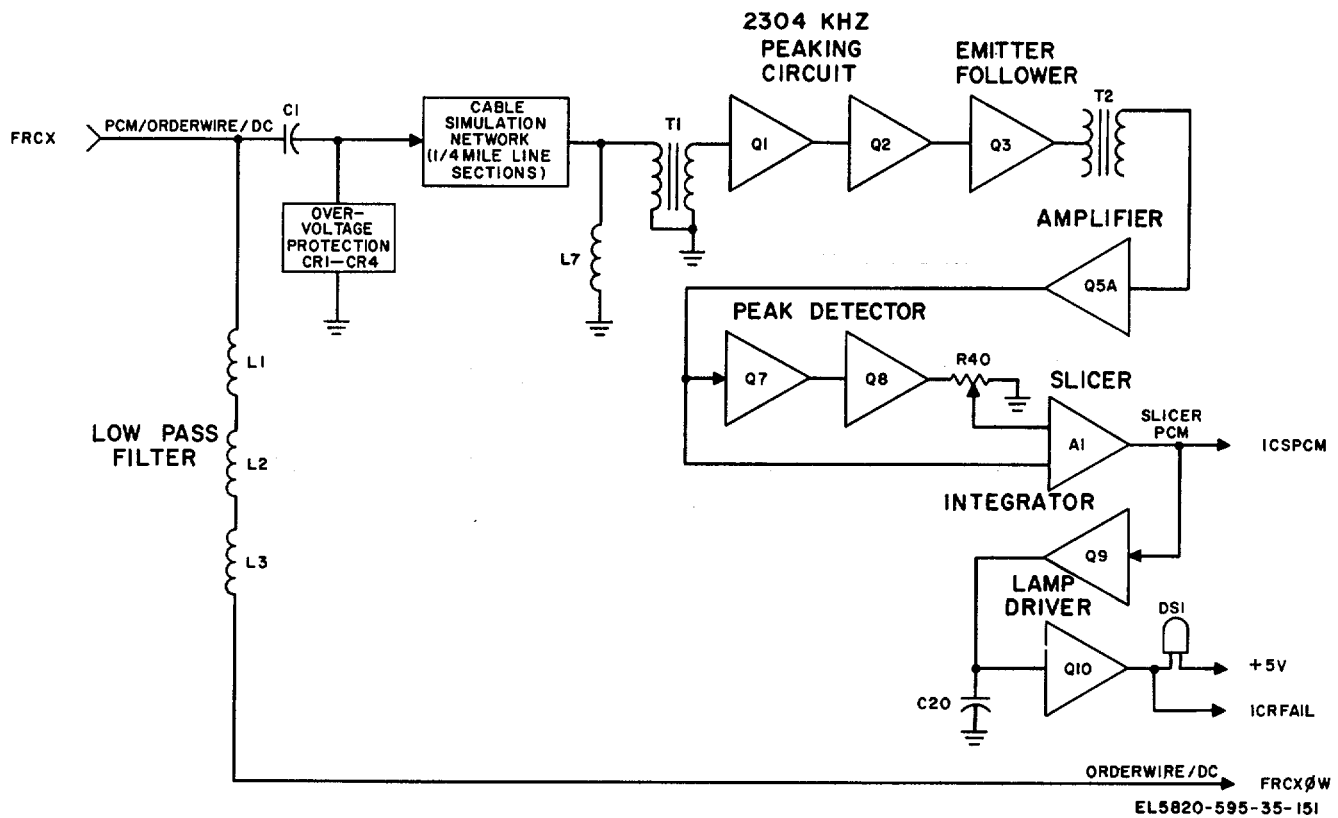 2304 KHZ
PEAKING
CIRCUIT
EMITTER
FOLLOWER
FRCX
PCM/ORDERWIRE/DC
C1
CABLE
SIMULATION
NETWORK
(1/4 MILE LINE
SECTIONS)
T1
Q1
Q2
Q3
T2
OVER-
VOLTAGE
PROTECTION
CR1-CR4
L7
AMPLIFIER
Q5A
PEAK DETECTOR
L1
Q7
Q8
R40
SLICER
LOW PASS
FILTER
L2
A1
SLICER
PCM
ICSPCM
INTEGRATOR
L3
Q9
LAMP
DRIVER
DS1
Q10
+5V
C20
ICRFAIL
ORDERWIRE/DC
FRCXØW
EL5820-595-35-151